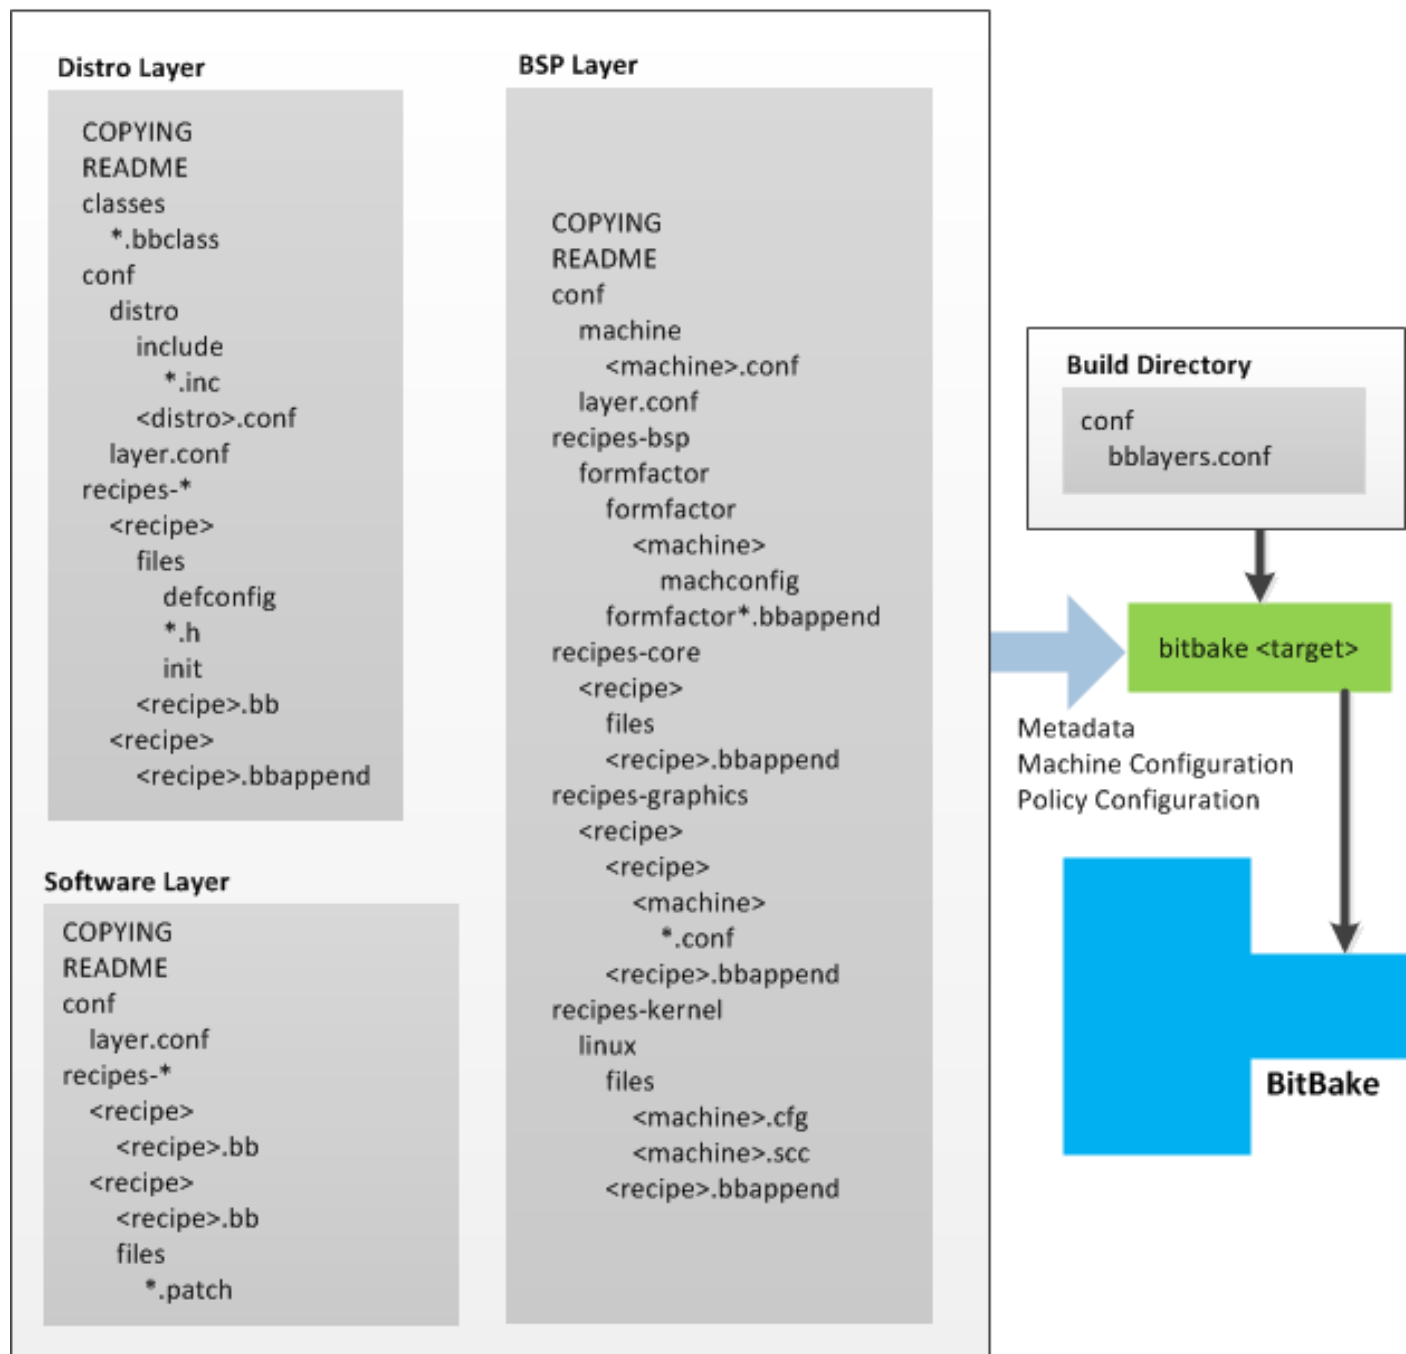 Distro Layer
COPYING
README
classes
*.bbclass
conf
distro
include
*.inc
<distro>.conf
layer.conf
recipes-*
<recipe>
files
defconfig
*.h
init
<recipe>.bb
<recipe>
<recipe>.bbappend
Software Layer
COPYING
README
conf
layer.conf
recipes-*
<recipe>
<recipe>.bb
<recipe>
<recipe>.bb
files
*.patch
BSP Layer
COPYING
README
conf
machine
<machine>.conf
layer.conf
recipes-bsp
formfactor
formfactor
<machine>
machconfig
formfactor*.bbappend
recipes-core
<recipe>
files
<recipe>.bbappend
recipes-graphics
<recipe>
<recipe>
<machine>
*.conf
<recipe>.bbappend
recipes-kernel
linux
files
<machine>.cfg
<machine>.scc
<recipe>.bbappend
Build Directory
conf
bblayers.conf
bitbake <target>
Metadata
Machine Configuration
Policy Configuration
BitBake